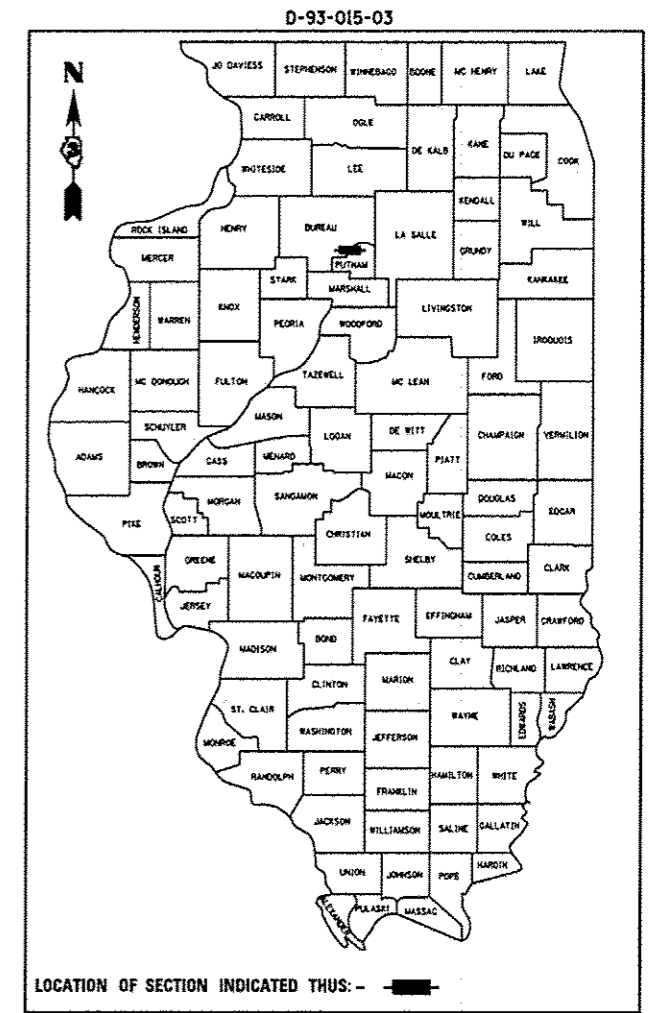 D-93-015-03
N
JO DAVIESS STEPHENSON WINNEBAGO BOONE MC HENRY LAKE
CARROLL OGLE DE KALB KANE DU PAGE COOK
WHITESIDE LEE
KENDALL WILL
ROCK ISLAND HENRY BUREAU LA SALLE GRUNDY
MERCER PUTNAM KANKAKEE
STARK MARSHALL
HENDERSON WARREN KNOX PEORIA WOODFORD LIVINGSTON
IROQUOIS
HANCOCK MC DONOUGH FULTON TAZEWELL MC LEAN FORD
MASON
SCHUYLER LOGAN DE WITT CHAMPAIGN VERMILION
ADAMS BROWN CASS MENARD PIATT
MACON
PIKE SCOTT MORGAN SANGAMON MOULTRIE DOUGLAS EDGAR
CHRISTIAN COLES
CALHOUN GREENE MACOUPIN MONTGOMERY SHELBY CUMBERLAND CLARK
JERSEY FAYETTE EFFINGHAM JASPER CRAWFORD
MADISON BOND
CLAY RICHLAND LAWRENCE
CLINTON MARION
ST. CLAIR WAYNE EDWARDS WABASH
MONROE WASHINGTON JEFFERSON
RANDOLPH PERRY HAMILTON WHITE
FRANKLIN
JACKSON WILLIAMSON SALINE GALLATIN
UNION JOHNSON POPE HARDIN
ALEXANDER PULASKI MASSAC
LOCATION OF SECTION INDICATED THUS: -